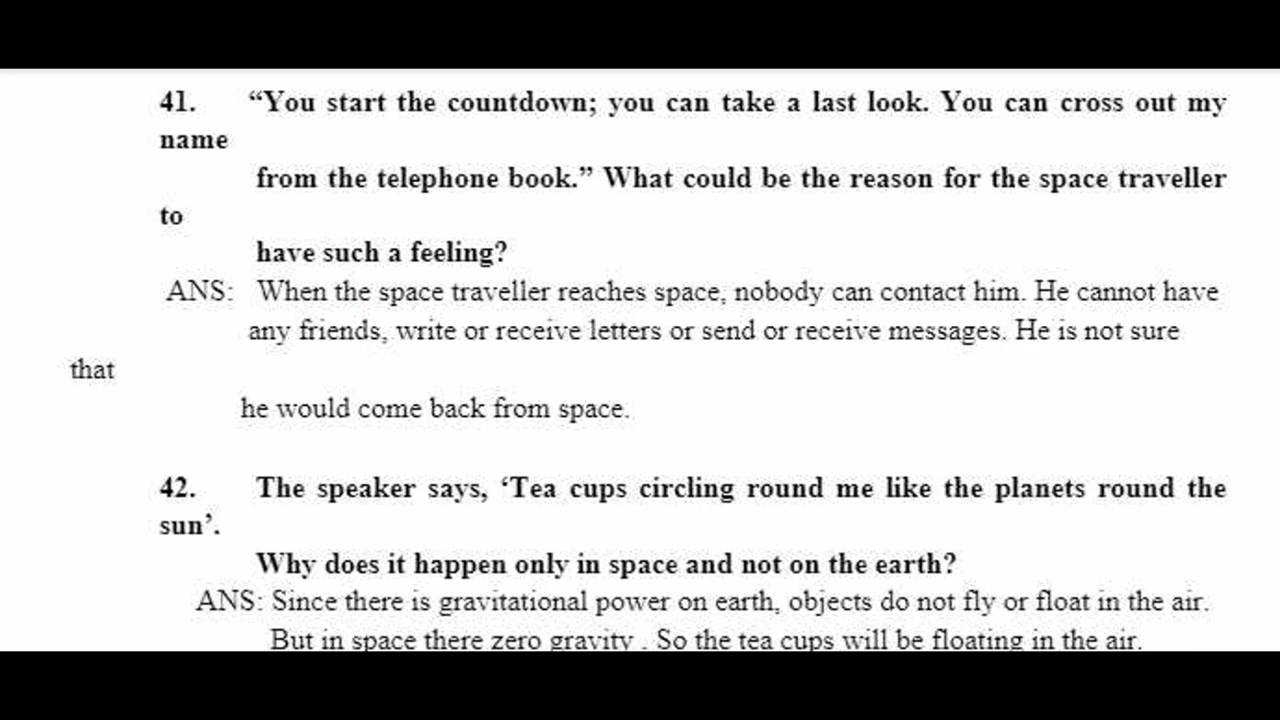 41. “You start the countdown; you can take a last look. You can cross out my
name
from the telephone book.” What could be the reason for the space traveller
to
have such a feeling?
ANS: When the space traveller reaches space, nobody can contact him. He cannot have
any friends, write or receive letters or send or receive messages. He is not sure
that
he would come back from space.
42. The speaker says, ‘Tea cups circling round me like the planets round the
sun’.
Why does it happen only in space and not on the earth?
ANS: Since there is gravitational power on earth, objects do not fly or float in the air.
But in space there zero gravity . So the tea cups will be floating in the air.